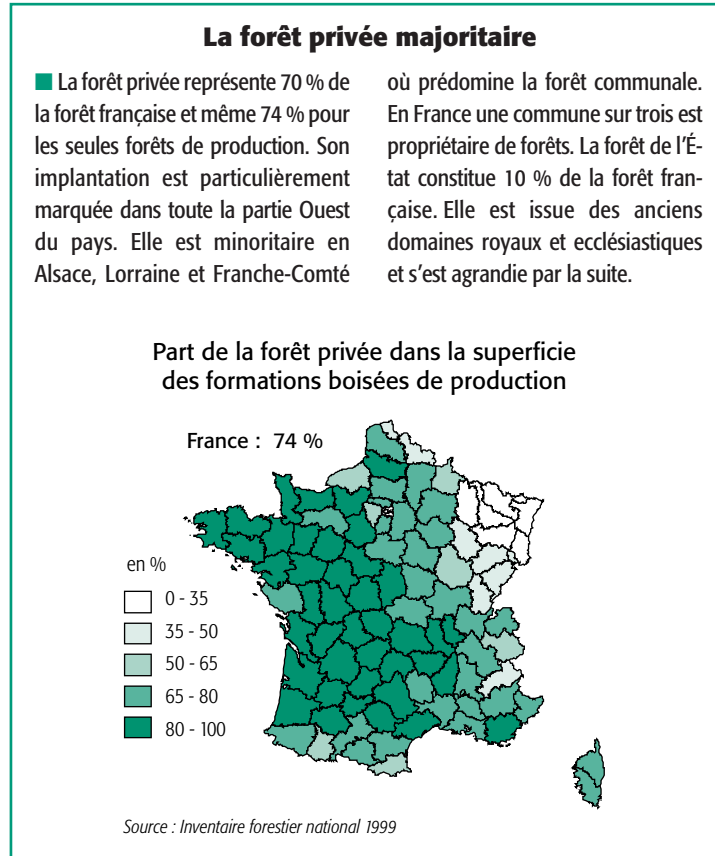 La forêt privée majoritaire
■ La forêt privée représente 70 % de
la forêt française et même 74 % pour
les seules forêts de production. Son
implantation est particulièrement
marquée dans toute la partie Ouest
du pays. Elle est minoritaire en
Alsace, Lorraine et Franche-Comté
où prédomine la forêt communale.
En France une commune sur trois est
propriétaire de forêts. La forêt de l'É-
tat constitue 10 % de la forêt fran-
çaise. Elle est issue des anciens
domaines royaux et ecclésiastiques
et s'est agrandie par la suite.
Part de la forêt privée dans la superficie
des formations boisées de production
France : 74 %
en %
0 - 35
35 - 50
50 - 65
65 - 80
80 - 100
Source : Inventaire forestier national 1999